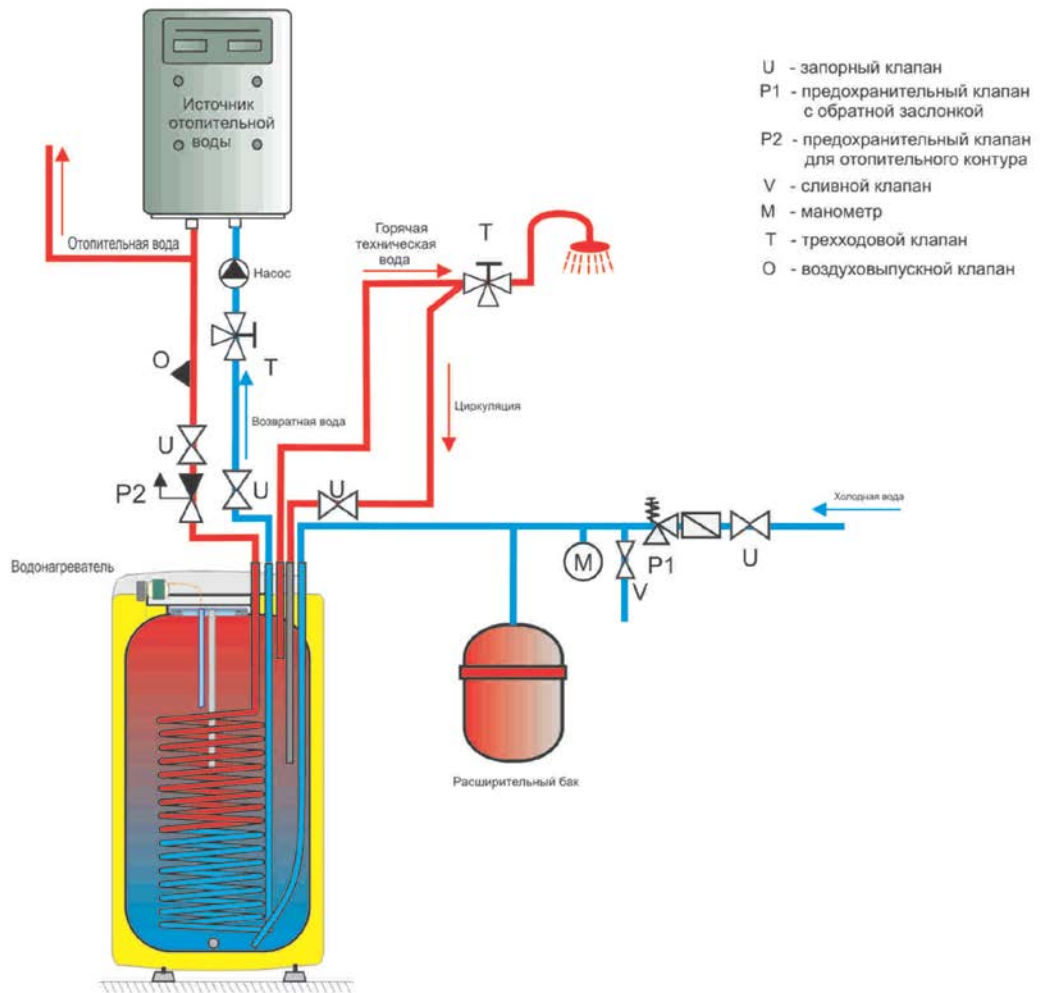 Источник
отопительной
воды
Отопительная вода
Насос
Горячая
техническая
вода
T
O
T
Циркуляция
Возвратная вода
U
P2
U
U
Холодная вода
M
P1
U
V
Водонагреватель
Расширительный бак
U - запорный клапан
P1 - предохранительный клапан
с обратной заслонкой
P2 - предохранительный клапан
для отопительного контура
V - сливной клапан
M - манометр
T - трехходовой клапан
O - воздуховыпускной клапан